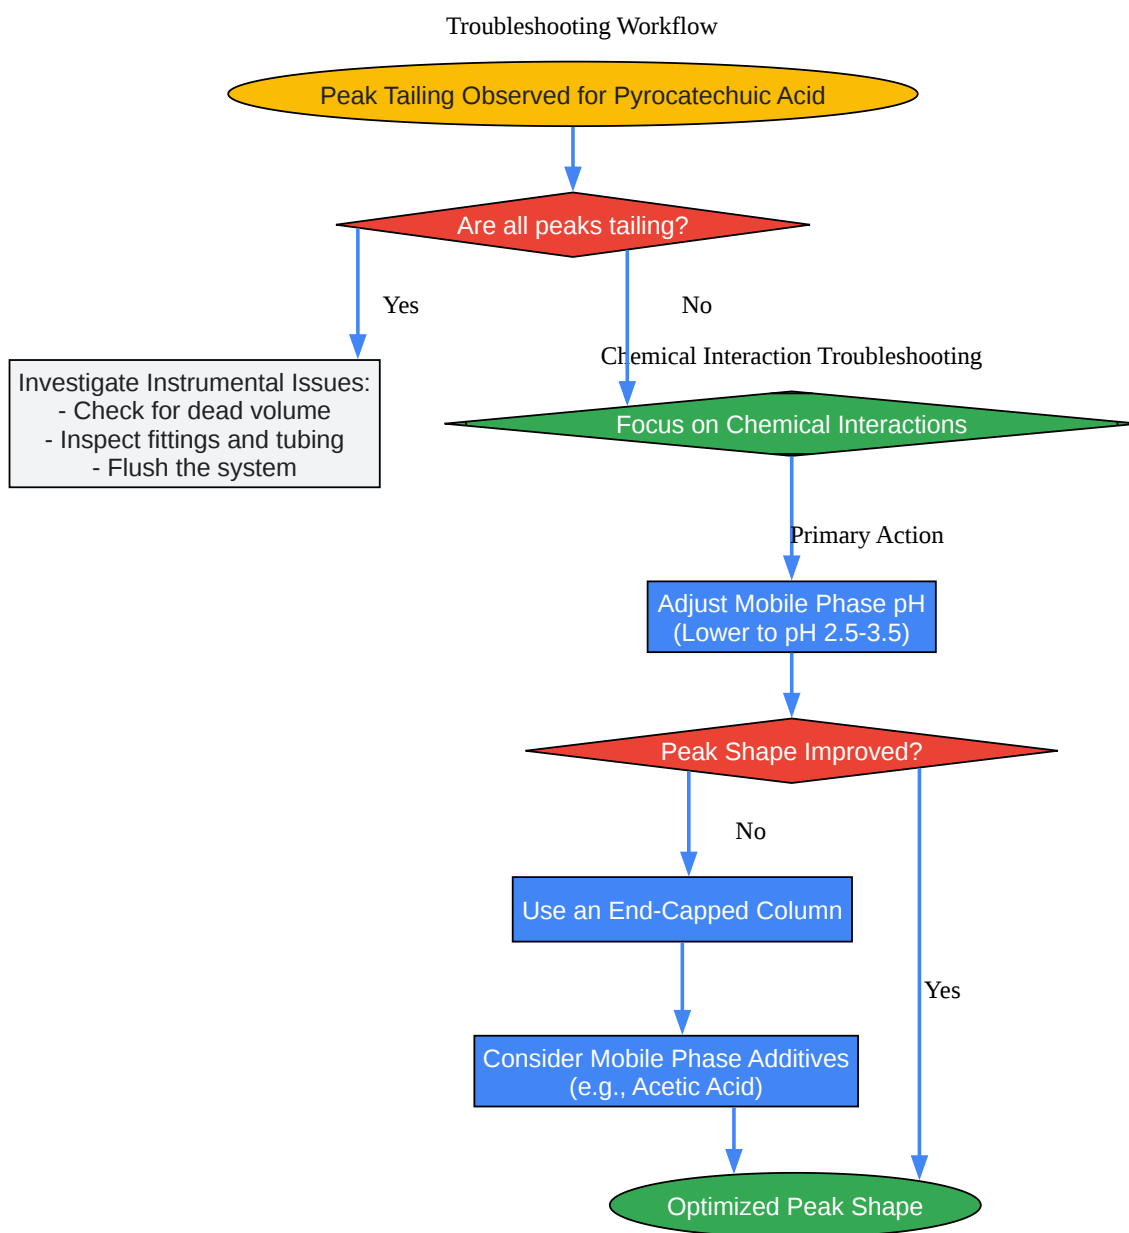 Troubleshooting Workflow
Peak Tailing Observed for Pyrocatechuic Acid
Are all peaks tailing?
Yes
No
Investigate Instrumental Issues:
- Check for dead volume
- Inspect fittings and tubing
- Flush the system
Chemical Interaction Troubleshooting
Focus on Chemical Interactions
Primary Action
Adjust Mobile Phase pH
(Lower to pH 2.5-3.5)
Peak Shape Improved?
No
Use an End-Capped Column
Yes
Consider Mobile Phase Additives
(e.g., Acetic Acid)
Optimized Peak Shape